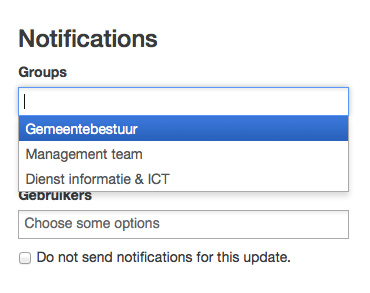 Notifications
Groups
Gemeentebestuur
Management team
Dienst informatie & ICT
Gebruikers
Choose some options
Do not send notifications for this update.